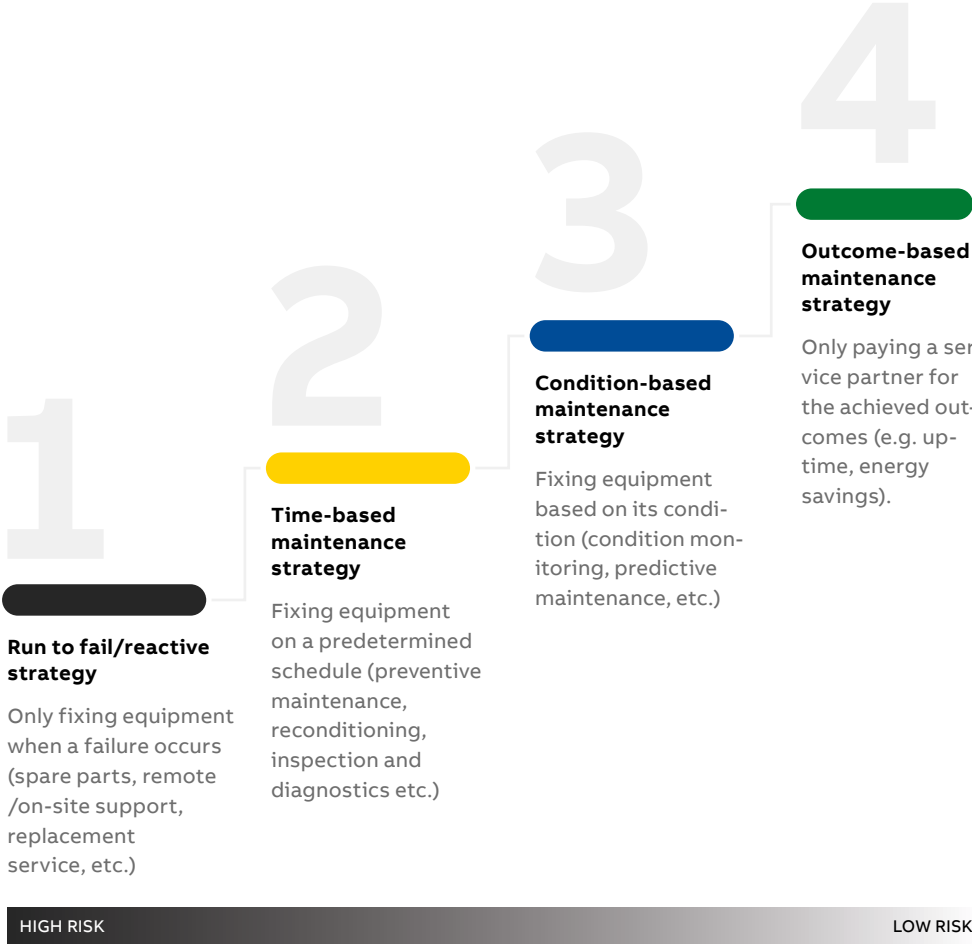 1
Run to fail/reactive
strategy
Only fixing equipment
when a failure occurs
(spare parts, remote
/on-site support,
replacement
service, etc.)
2
Time-based
maintenance
strategy
Fixing equipment
on a predetermined
schedule (preventive
maintenance,
reconditioning,
inspection and
diagnostics etc.)
3
Condition-based
maintenance
strategy
Fixing equipment
based on its condi-
tion (condition mon-
itoring, predictive
maintenance, etc.)
4
Outcome-based
maintenance
strategy
Only paying a ser
vice partner for
the achieved out-
comes (e.g. up-
time, energy
savings).
HIGH RISK
LOW RISK